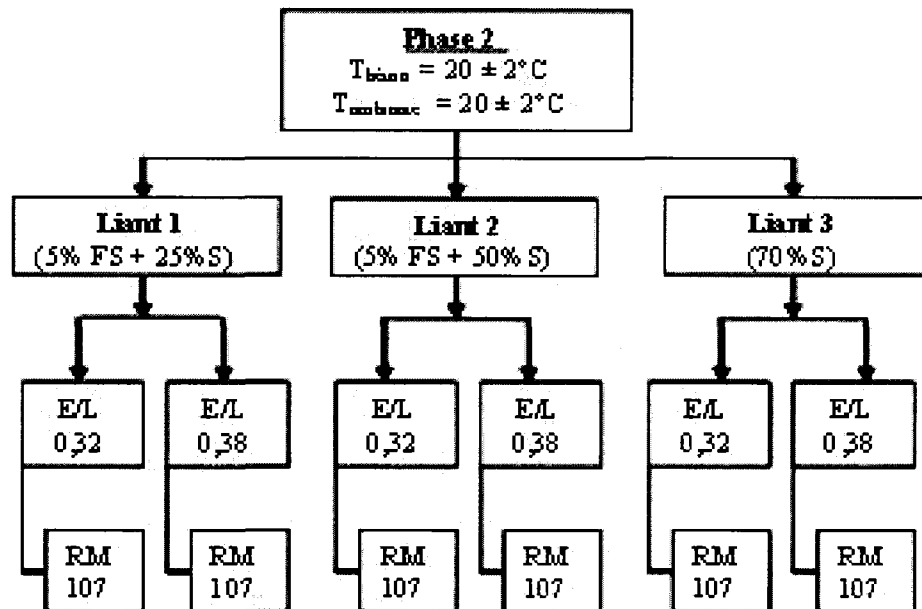 Phase 2
T = 20 ± 2°C
T = 20 ± 2°C
Liant 1
(5% FS + 25%S)
Liant 2
(5% FS + 50%S)
Liant 3
(70%S)
E/L
0,32
E/L
0,38
E/L
0,32
E/L
0,38
E/L
0,32
E/L
0,38
RM
107
RM
107
RM
107
RM
107
RM
107
RM
107